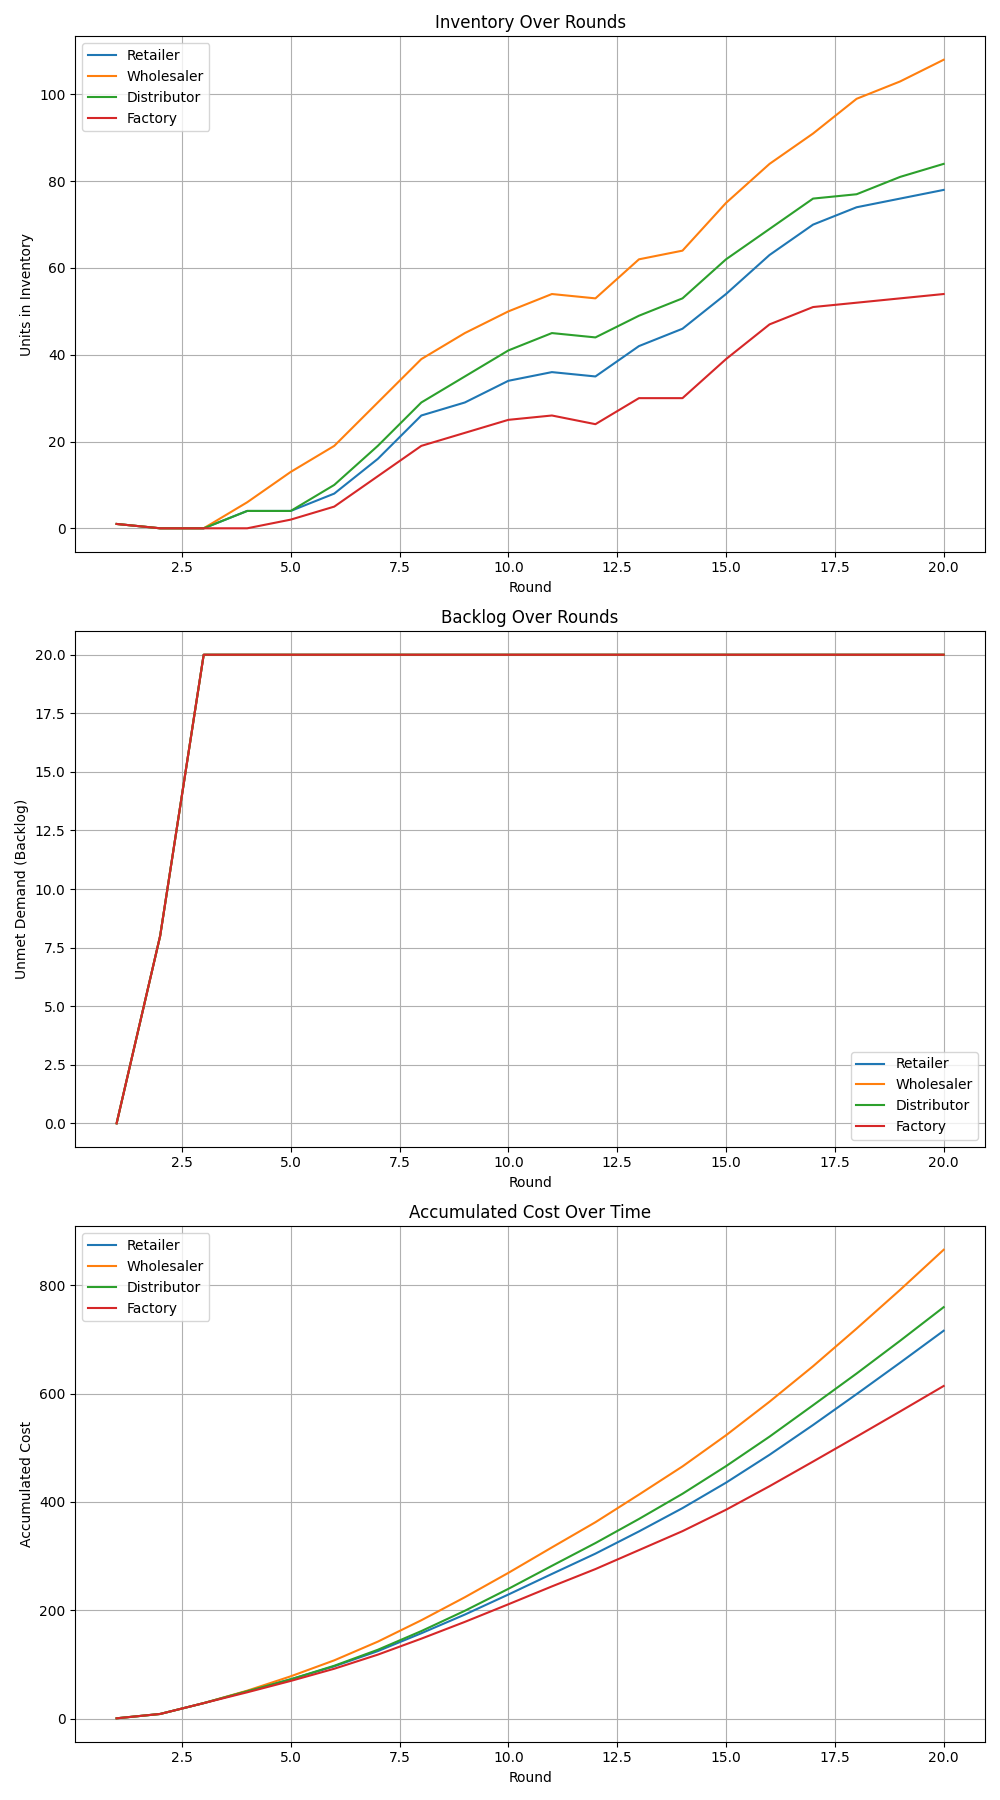 Inventory Over Rounds
Retailer
Wholesaler
Distributor
Factory
Units in Inventory
100
80
60
40
20
0
2.5 5.0 7.5 10.0 12.5 15.0 17.5 20.0
Round
Backlog Over Rounds
Unmet Demand (Backlog)
20.0
17.5
15.0
12.5
10.0
7.5
5.0
2.5
0.0
Retailer
Wholesaler
Distributor
Factory
2.5 5.0 7.5 10.0 12.5 15.0 17.5 20.0
Round
Accumulated Cost Over Time
Retailer
Wholesaler
Distributor
Factory
Accumulated Cost
800
600
400
200
0
2.5 5.0 7.5 10.0 12.5 15.0 17.5 20.0
Round